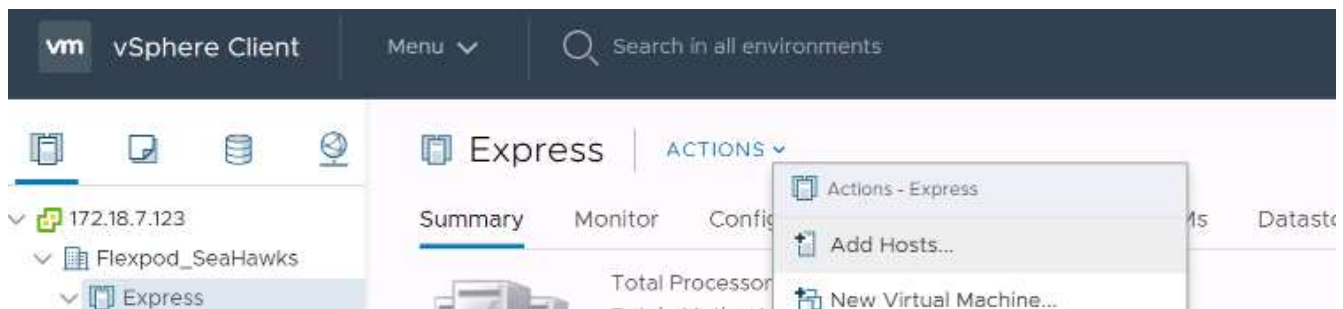 vm vSphere Client Menu Search in all environments
Express ACTIONS
Actions - Express
172.18.7.123
Summary Monitor
Add Hosts...
Flexpod_SeaHawks
Total Processor
Express
New Virtual Machine...